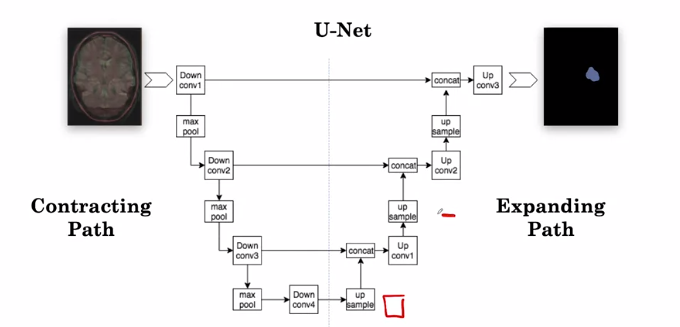 U-Net
Down
conv1
concat
Up
conv3
max
pool
up
sample
Down
conv2
concat
Up
conv2
Contracting
Path
max
pool
up
sample
Expanding
Path
Down
conv3
concat
Up
conv1
max
pool
Down
conv4
up
sample